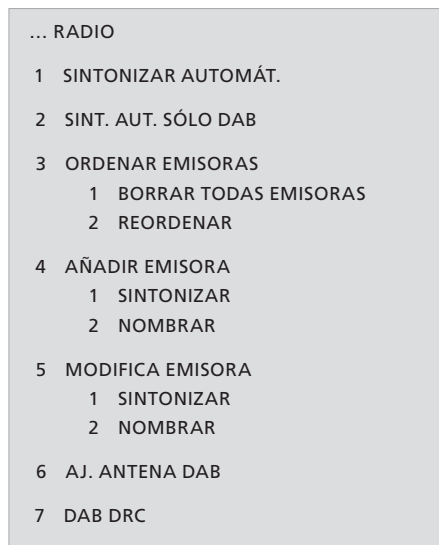 ... RADIO
1 SINTONIZAR AUTOMÁT.
2 SINT. AUT. SÓLO DAB
3 ORDENAR EMISORAS
1 BORRAR TODAS EMISORAS
2 REORDENAR
4 AÑADIR EMISORA
1 SINTONIZAR
2 NOMBRAR
5 MODIFICA EMISORA
1 SINTONIZAR
2 NOMBRAR
6 AJ. ANTENA DAB
7 DAB DRC